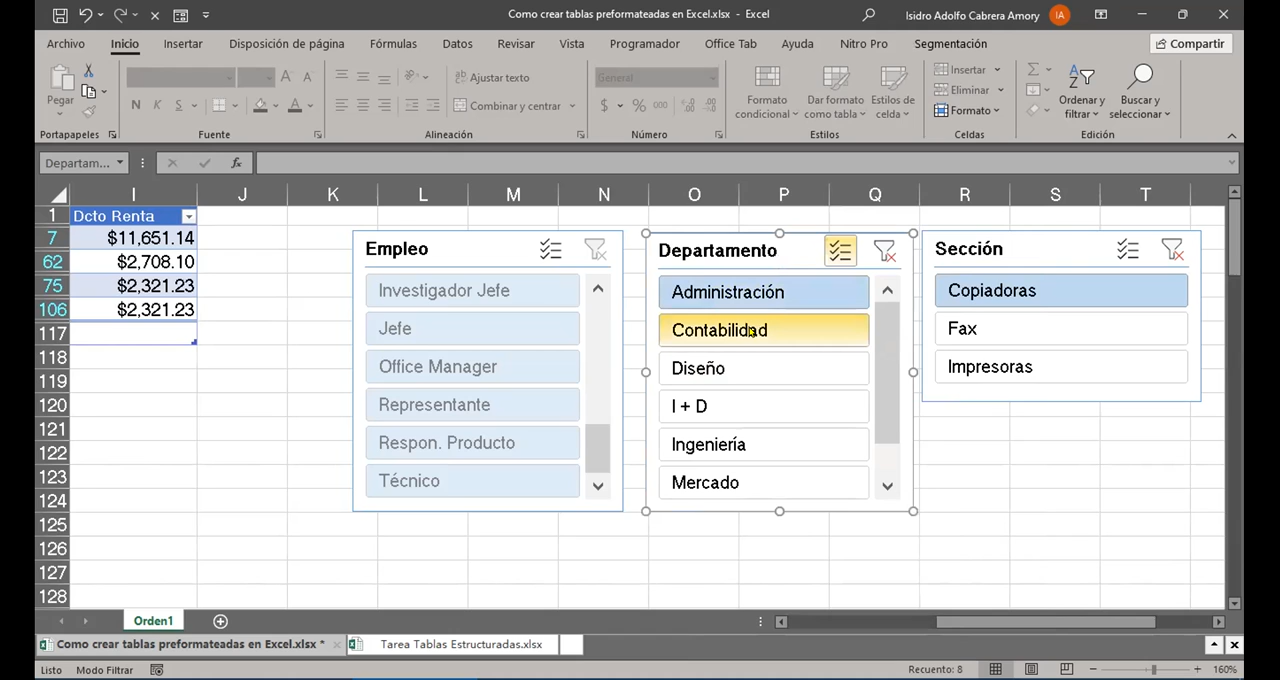 Como crear tablas preformateadas en Excel.xlsx - Excel
Isidro Adolfo Cabrera Amory
IA
Archivo
Inicio
Insertar
Disposición de página
Fórmulas
Datos
Revisar
Vista
Programador
Office Tab
Ayuda
Nitro Pro
Segmentación
Compartir
Pegar
Portapapeles
N K S
A A
A
Fuente
Ajustar texto
Combinar y centrar
Alineación
General
$ % 000
Número
Formato condicional
Dar formato como tabla
Estilos de celda
Estilos
Insertar
Eliminar
Formato
Celdas
Ordenar y filtrar
Buscar y seleccionar
Edición
Departam...
fx
I J K L M N O P Q R S T
1 Dcto Renta
7 $11,651.14
62 $2,708.10
75 $2,321.23
106 $2,321.23
117
118
119
120
121
122
123
124
125
126
127
128
Empleo
Investigador Jefe
Jefe
Office Manager
Representante
Respon. Producto
Técnico
Departamento
Administración
Contabilidad
Diseño
I + D
Ingeniería
Mercado
Sección
Copiadoras
Fax
Impresoras
Orden1
Como crear tablas preformateadas en Excel.xlsx *
Tarea Tablas Estructuradas.xlsx
Listo
Modo Filtrar
Recuento: 8
160%